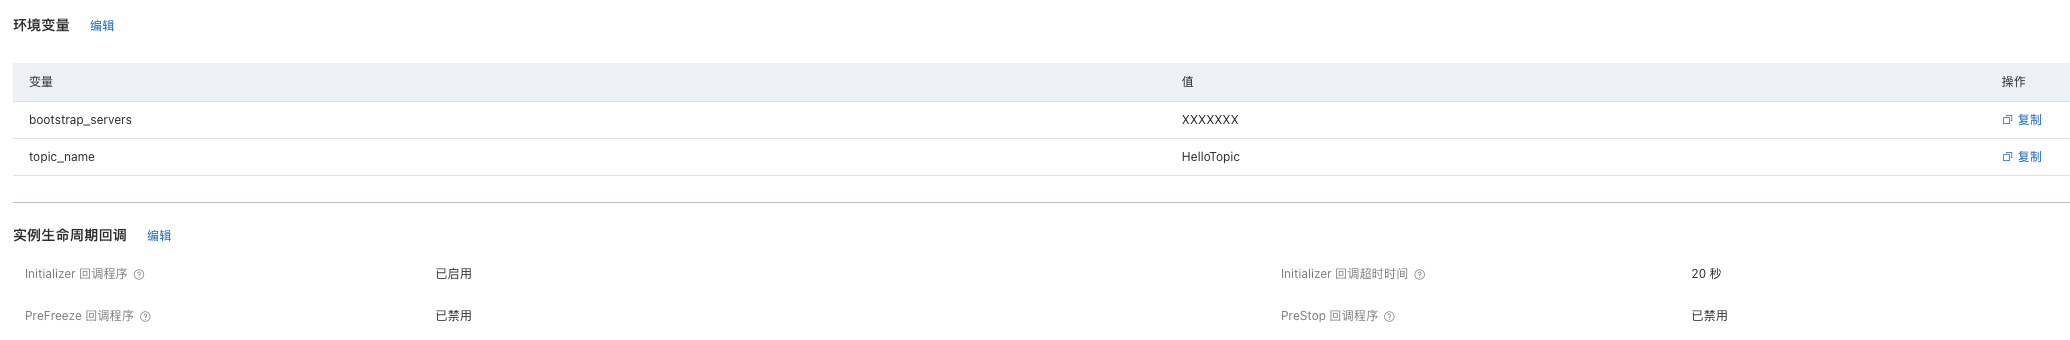 环境变量 编辑
变量 值 操作
bootstrap_servers XXXXXXX 复制
topic_name HelloTopic 复制
实例生命周期回调 编辑
Initializer 回调程序 已启用 Initializer 回调超时时间 20 秒
PreFreeze 回调程序 已禁用 PreStop 回调程序 已禁用